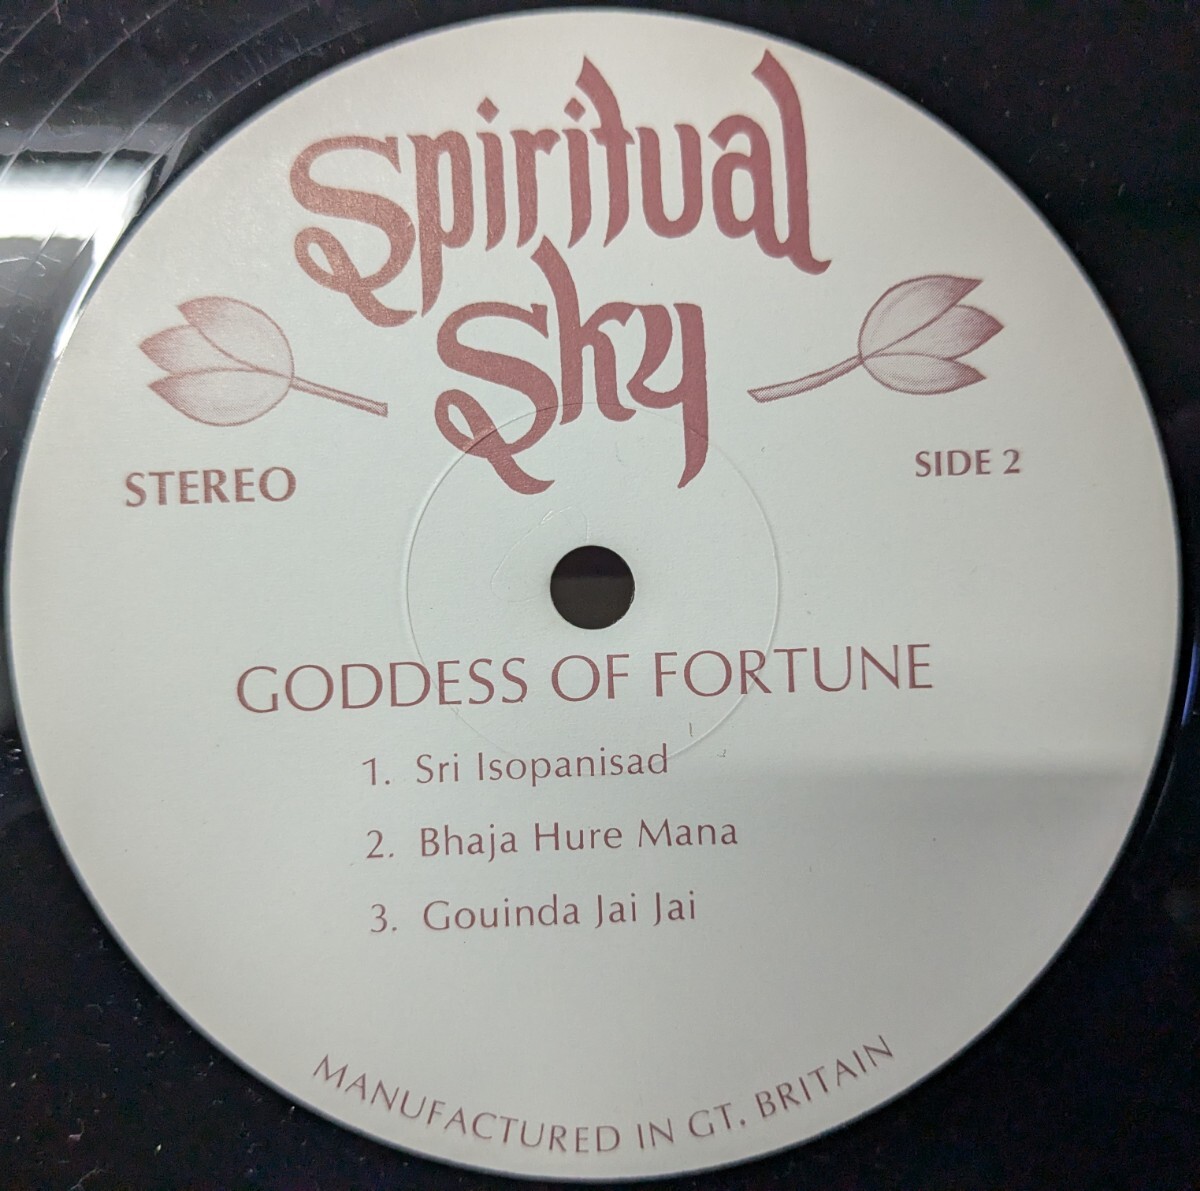 Spiritual
Sky
STEREO
SIDE 2
GODDESS OF FORTUNE
1. Sri Isopanisad
2. Bhaja Hure Mana
3. Gouinda Jai Jai
MANUFACTURED IN GT. BRITAIN